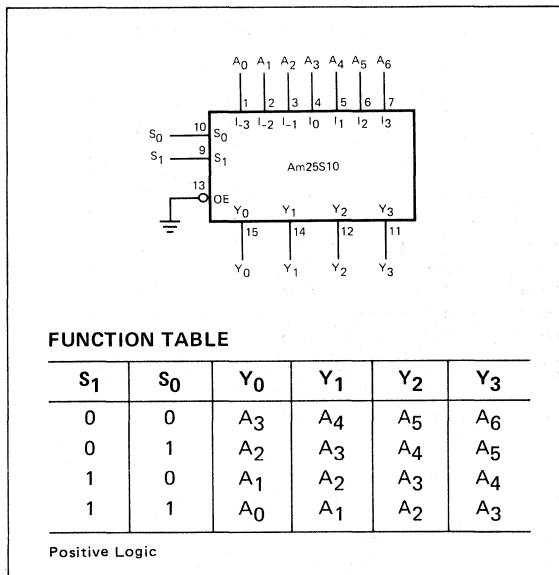 A0 A1 A2 A3 A4 A5 A6
1 2 3 4 5 6 7
I-3 I-2 I-1 I0 I1 I2 I3
S0 10 S0
S1 9 S1
Am25S10
13 OE
Y0 Y1 Y2 Y3
15 14 12 11
Y0 Y1 Y2 Y3
FUNCTION TABLE
S1 S0 Y0 Y1 Y2 Y3
0 0 A3 A4 A5 A6
0 1 A2 A3 A4 A5
1 0 A1 A2 A3 A4
1 1 A0 A1 A2 A3
Positive Logic